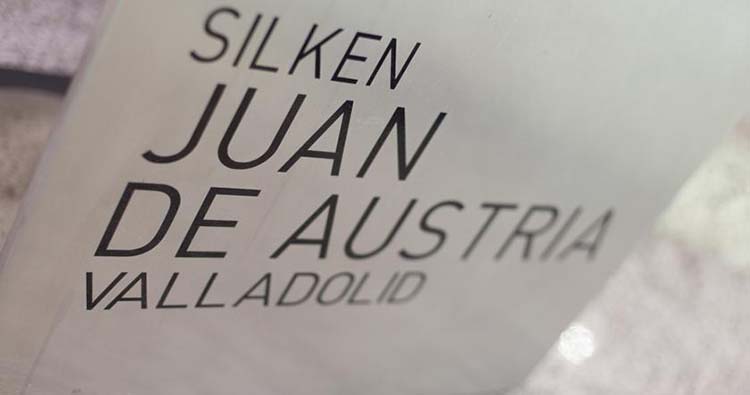 SILKEN
JUAN
DE AUSTRIA
VALLADOLID